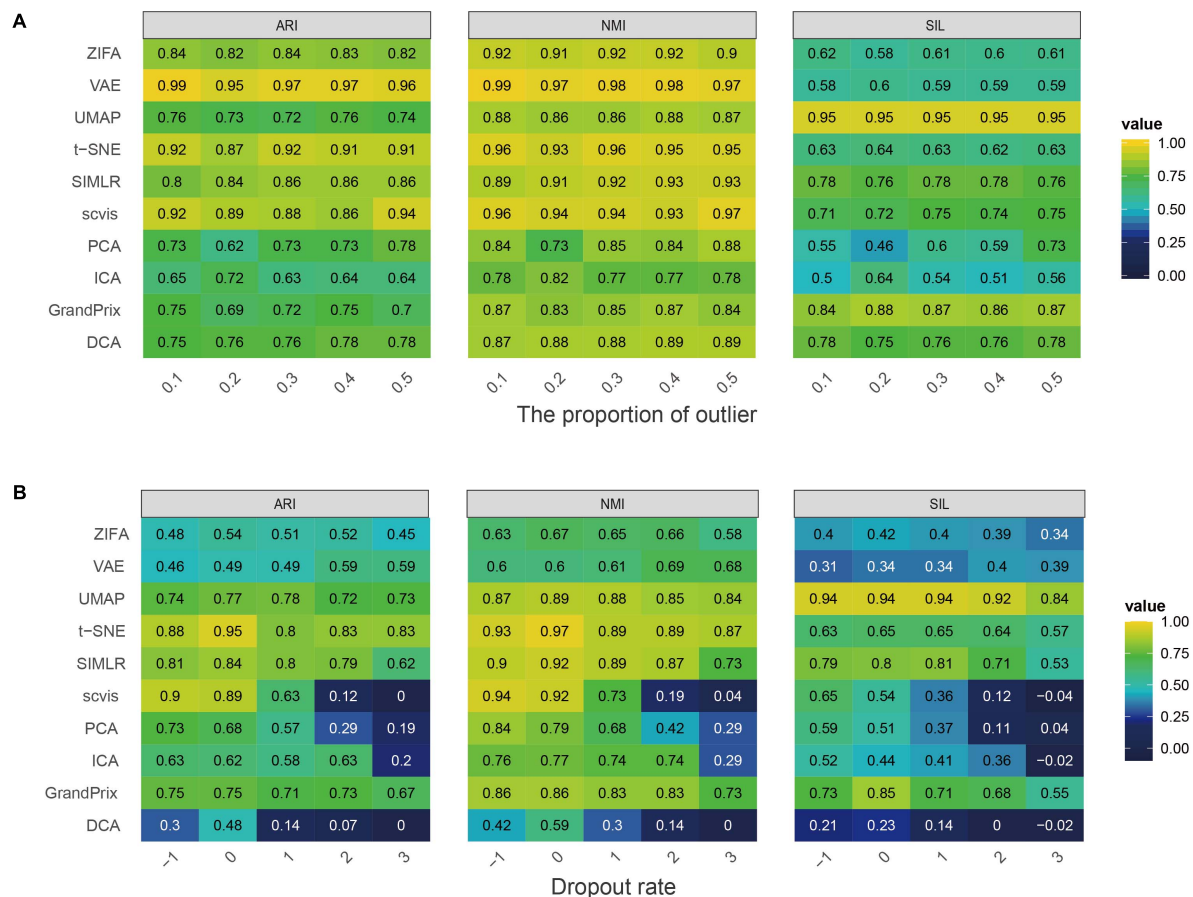 A
ARI NMI SIL
ZIFA 0.84 0.82 0.84 0.83 0.82 0.92 0.91 0.92 0.92 0.9 0.62 0.58 0.61 0.6 0.61
VAE 0.99 0.95 0.97 0.97 0.96 0.99 0.97 0.98 0.98 0.97 0.58 0.6 0.59 0.59 0.59
UMAP 0.76 0.73 0.72 0.76 0.74 0.88 0.86 0.86 0.88 0.87 0.95 0.95 0.95 0.95 0.95
t−SNE 0.92 0.87 0.92 0.91 0.91 0.96 0.93 0.96 0.95 0.95 0.63 0.64 0.63 0.62 0.63
SIMLR 0.8 0.84 0.86 0.86 0.86 0.89 0.91 0.92 0.93 0.93 0.78 0.76 0.78 0.78 0.76
scvis 0.92 0.89 0.88 0.86 0.94 0.96 0.94 0.94 0.93 0.97 0.71 0.72 0.75 0.74 0.75
PCA 0.73 0.62 0.73 0.73 0.78 0.84 0.73 0.85 0.84 0.88 0.55 0.46 0.6 0.59 0.73
ICA 0.65 0.72 0.63 0.64 0.64 0.78 0.82 0.77 0.77 0.78 0.5 0.64 0.54 0.51 0.56
GrandPrix 0.75 0.69 0.72 0.75 0.7 0.87 0.83 0.85 0.87 0.84 0.84 0.88 0.87 0.86 0.87
DCA 0.75 0.76 0.76 0.78 0.78 0.87 0.88 0.88 0.89 0.89 0.78 0.75 0.76 0.76 0.78
0.1 0.2 0.3 0.4 0.5 0.1 0.2 0.3 0.4 0.5 0.1 0.2 0.3 0.4 0.5
The proportion of outlier
value
1.00
0.75
0.50
0.25
0.00
B
ARI NMI SIL
ZIFA 0.48 0.54 0.51 0.52 0.45 0.63 0.67 0.65 0.66 0.58 0.4 0.42 0.4 0.39 0.34
VAE 0.46 0.49 0.49 0.59 0.59 0.6 0.6 0.61 0.69 0.68 0.31 0.34 0.34 0.4 0.39
UMAP 0.74 0.77 0.78 0.72 0.73 0.87 0.89 0.88 0.85 0.84 0.94 0.94 0.94 0.92 0.84
t−SNE 0.88 0.95 0.8 0.83 0.83 0.93 0.97 0.89 0.89 0.87 0.63 0.65 0.65 0.64 0.57
SIMLR 0.81 0.84 0.8 0.79 0.62 0.9 0.92 0.89 0.87 0.73 0.79 0.8 0.81 0.71 0.53
scvis 0.9 0.89 0.63 0.12 0 0.94 0.92 0.73 0.19 0.04 0.65 0.54 0.36 0.12 −0.04
PCA 0.73 0.68 0.57 0.29 0.19 0.84 0.79 0.68 0.42 0.29 0.59 0.51 0.37 0.11 0.04
ICA 0.63 0.62 0.58 0.63 0.2 0.76 0.77 0.74 0.74 0.29 0.52 0.44 0.41 0.36 −0.02
GrandPrix 0.75 0.75 0.71 0.73 0.67 0.86 0.86 0.83 0.83 0.73 0.73 0.85 0.71 0.68 0.55
DCA 0.3 0.48 0.14 0.07 0 0.42 0.59 0.3 0.14 0 0.21 0.23 0.14 0 −0.02
−1 0 1 2 3 −1 0 1 2 3 −1 0 1 2 3
Dropout rate
value
1.00
0.75
0.50
0.25
0.00